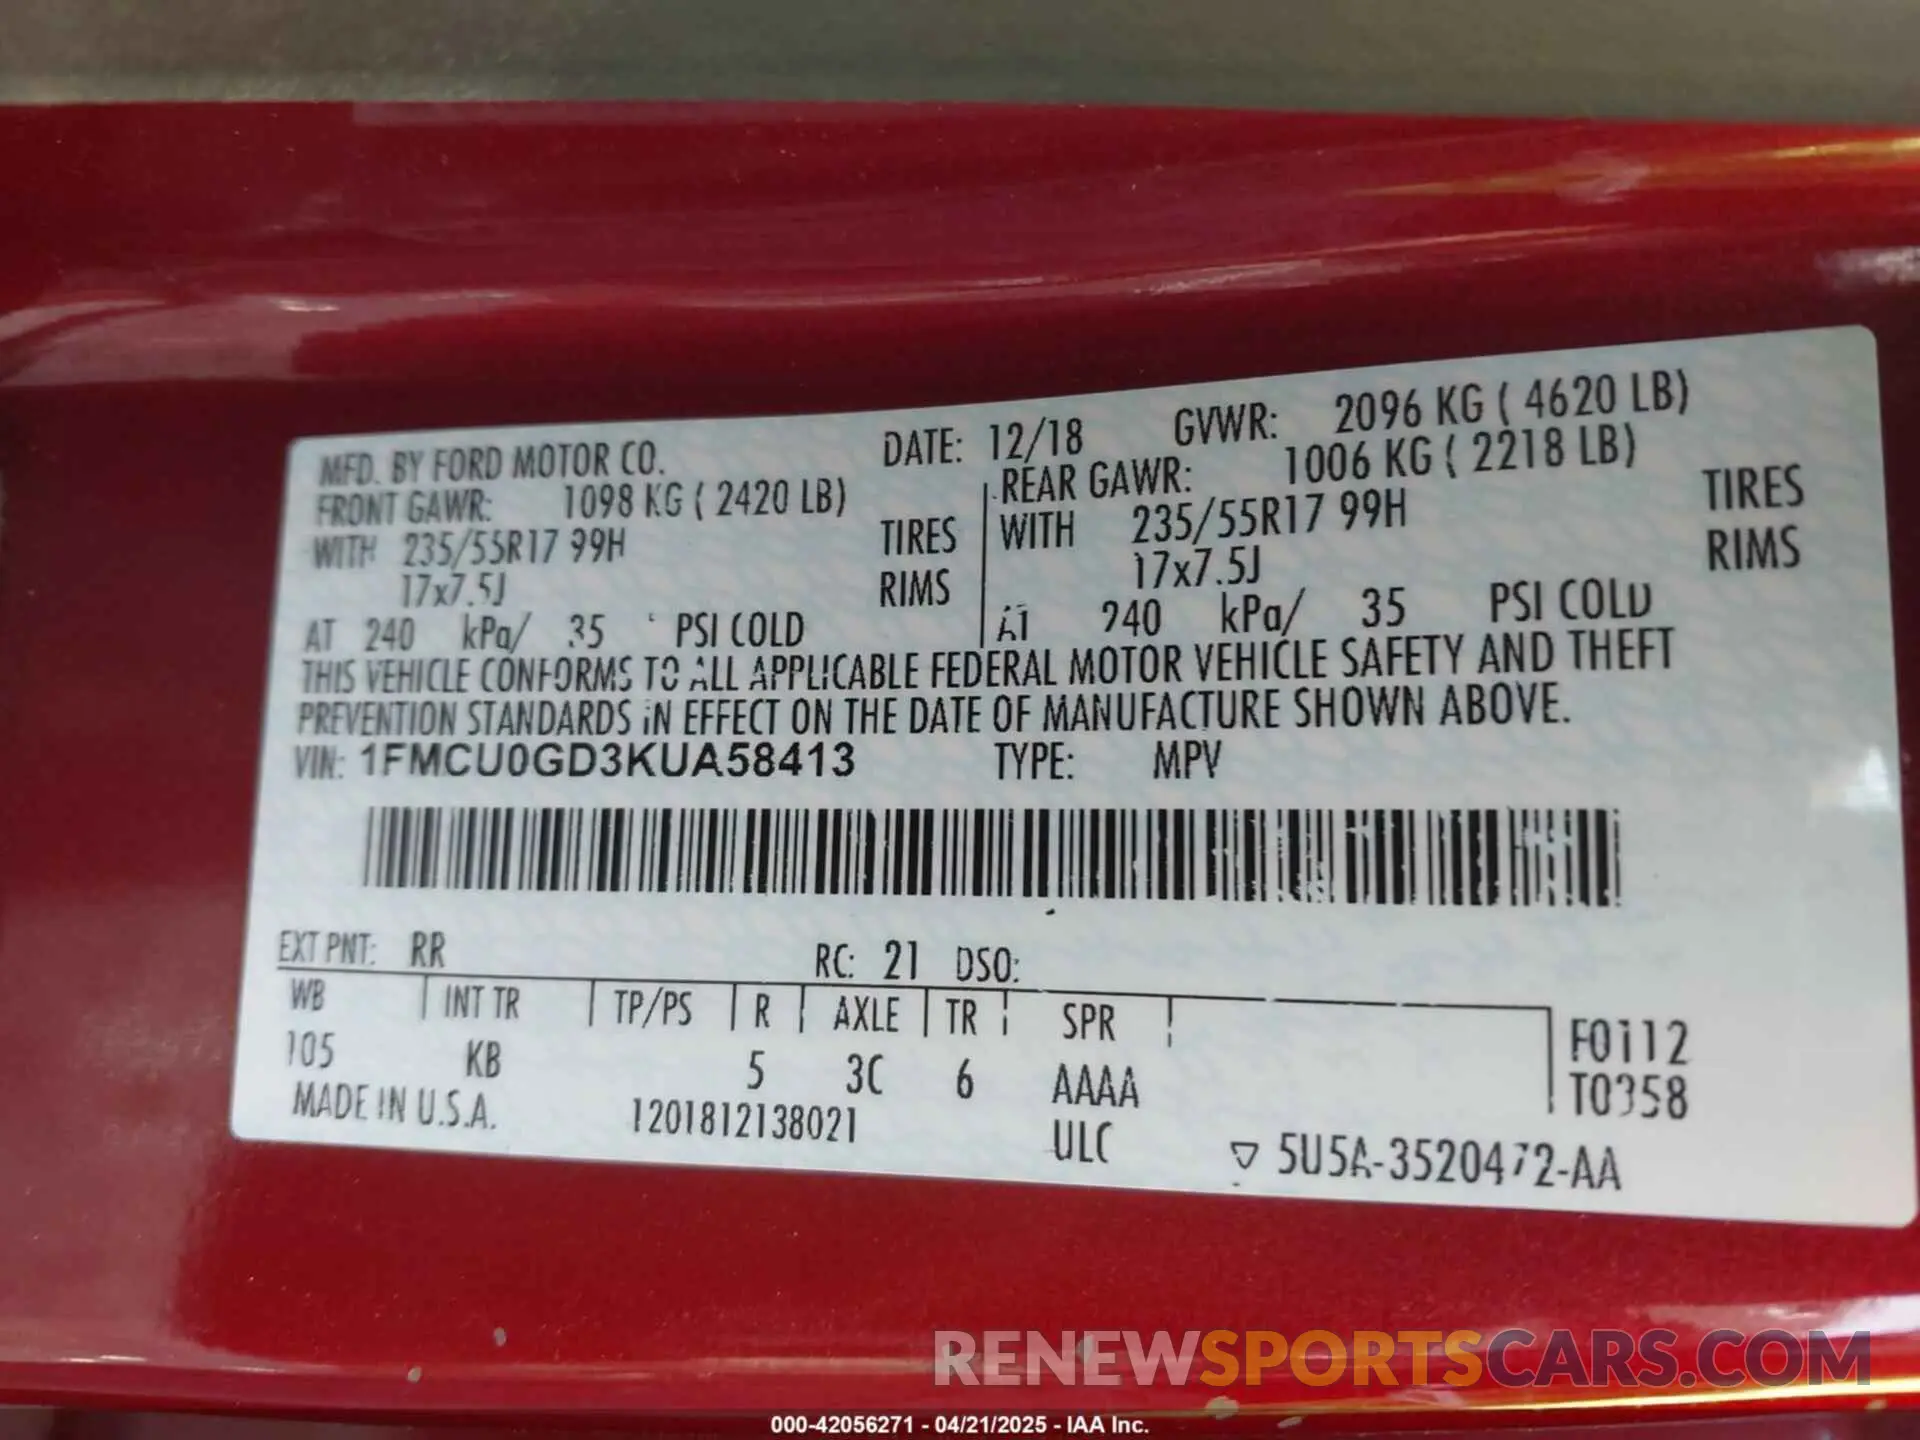 MFD. BY FORD MOTOR CO. DATE: 12/18 GVWR: 2096 KG ( 4620 LB)
FRONT GAWR: 1098 KG ( 2420 LB) REAR GAWR: 1006 KG ( 2218 LB)
WITH 235/55R17 99H TIRES WITH 235/55R17 99H TIRES
17x7.5J RIMS 17x7.5J RIMS
AT 240 kPa/ 35 PSI COLD AT 240 kPa/ 35 PSI COLD
THIS VEHICLE CONFORMS TO ALL APPLICABLE FEDERAL MOTOR VEHICLE SAFETY AND THEFT
PREVENTION STANDARDS IN EFFECT ON THE DATE OF MANUFACTURE SHOWN ABOVE.
VIN: 1FMCU0GD3KUA58413 TYPE: MPV
EXT PNT: RR RC: 21 DSO:
WB INT TR TP/PS R AXLE TR SPR F0112
105 KB 5 3C 6 AAAA T0358
MADE IN U.S.A. 1201812138021 ULC ▽ 5U5A-3520472-AA
RENEWSPORTSCARS.COM
000-42056271 - 04/21/2025 - IAA Inc.